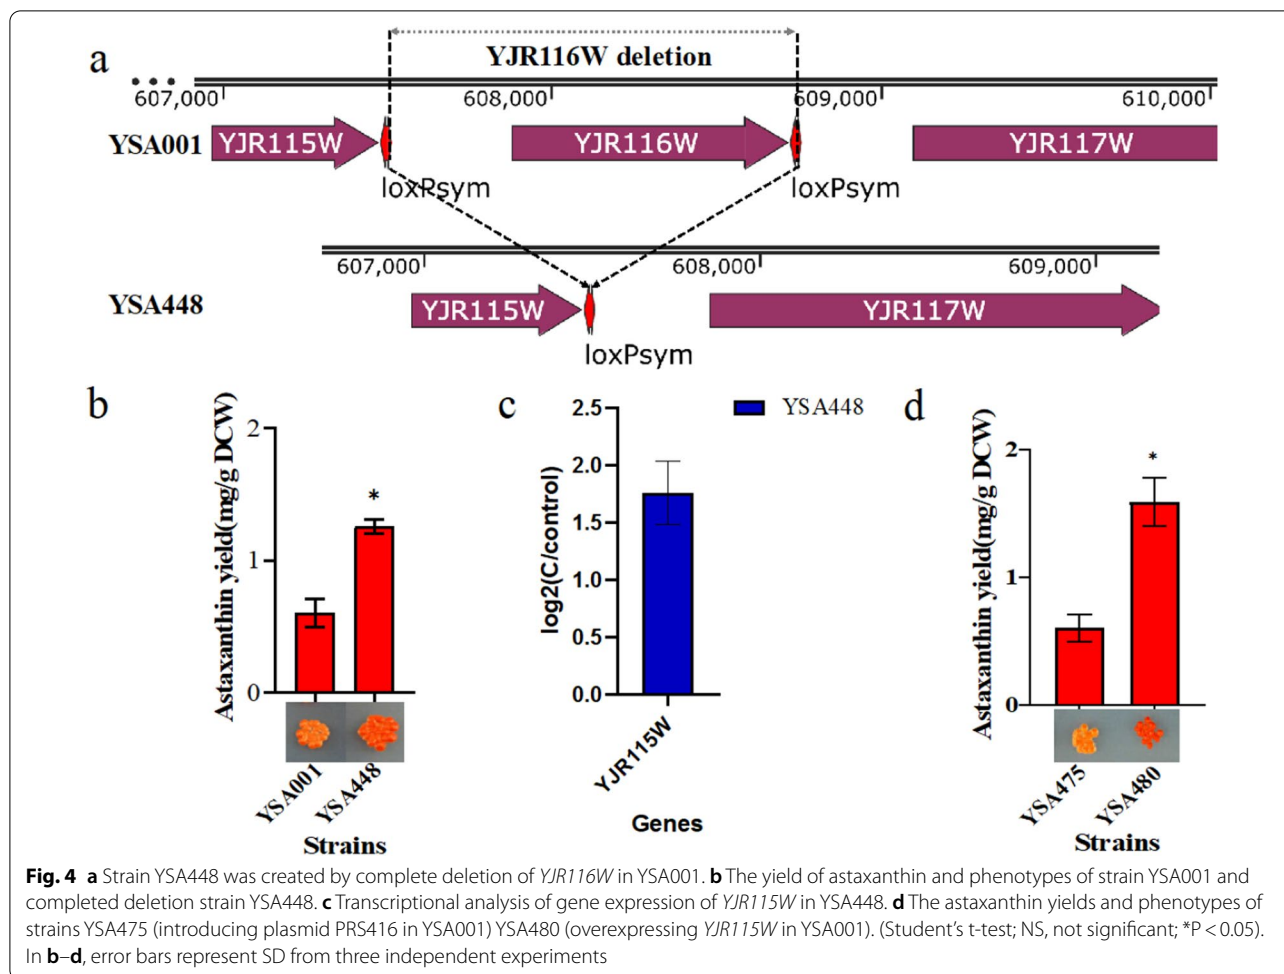 a
YJR116W deletion
607,000 608,000 609,000 610,000
YSA001 YJR115W YJR116W YJR117W
loxPsym loxPsym
607,000 608,000 609,000
YSA448 YJR115W YJR117W
loxPsym
b
Astaxanthin yield(mg/g DCW)
2
1
0
*
YSA001 YSA448
Strains
c
log2(C/control)
2.5
2.0
1.5
1.0
0.5
0.0
YSA448
YJR115W
Genes
d
Astaxanthin yield(mg/g DCW)
2
1
0
*
YSA475 YSA480
Strains
Fig. 4 a Strain YSA448 was created by complete deletion of YJR116W in YSA001. b The yield of astaxanthin and phenotypes of strain YSA001 and
completed deletion strain YSA448. c Transcriptional analysis of gene expression of YJR115W in YSA448. d The astaxanthin yields and phenotypes of
strains YSA475 (introducing plasmid PRS416 in YSA001) YSA480 (overexpressing YJR115W in YSA001). (Student's t-test; NS, not significant; *P < 0.05).
In b–d, error bars represent SD from three independent experiments